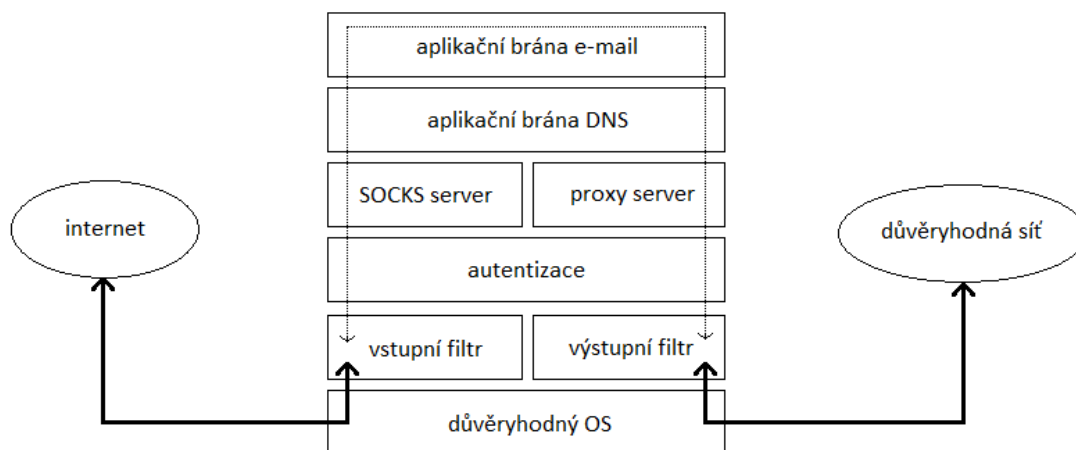 aplikační brána e-mail
aplikační brána DNS
SOCKS server
proxy server
internet
důvěryhodná síť
autentizace
vstupní filtr
výstupní filtr
důvěryhodný OS